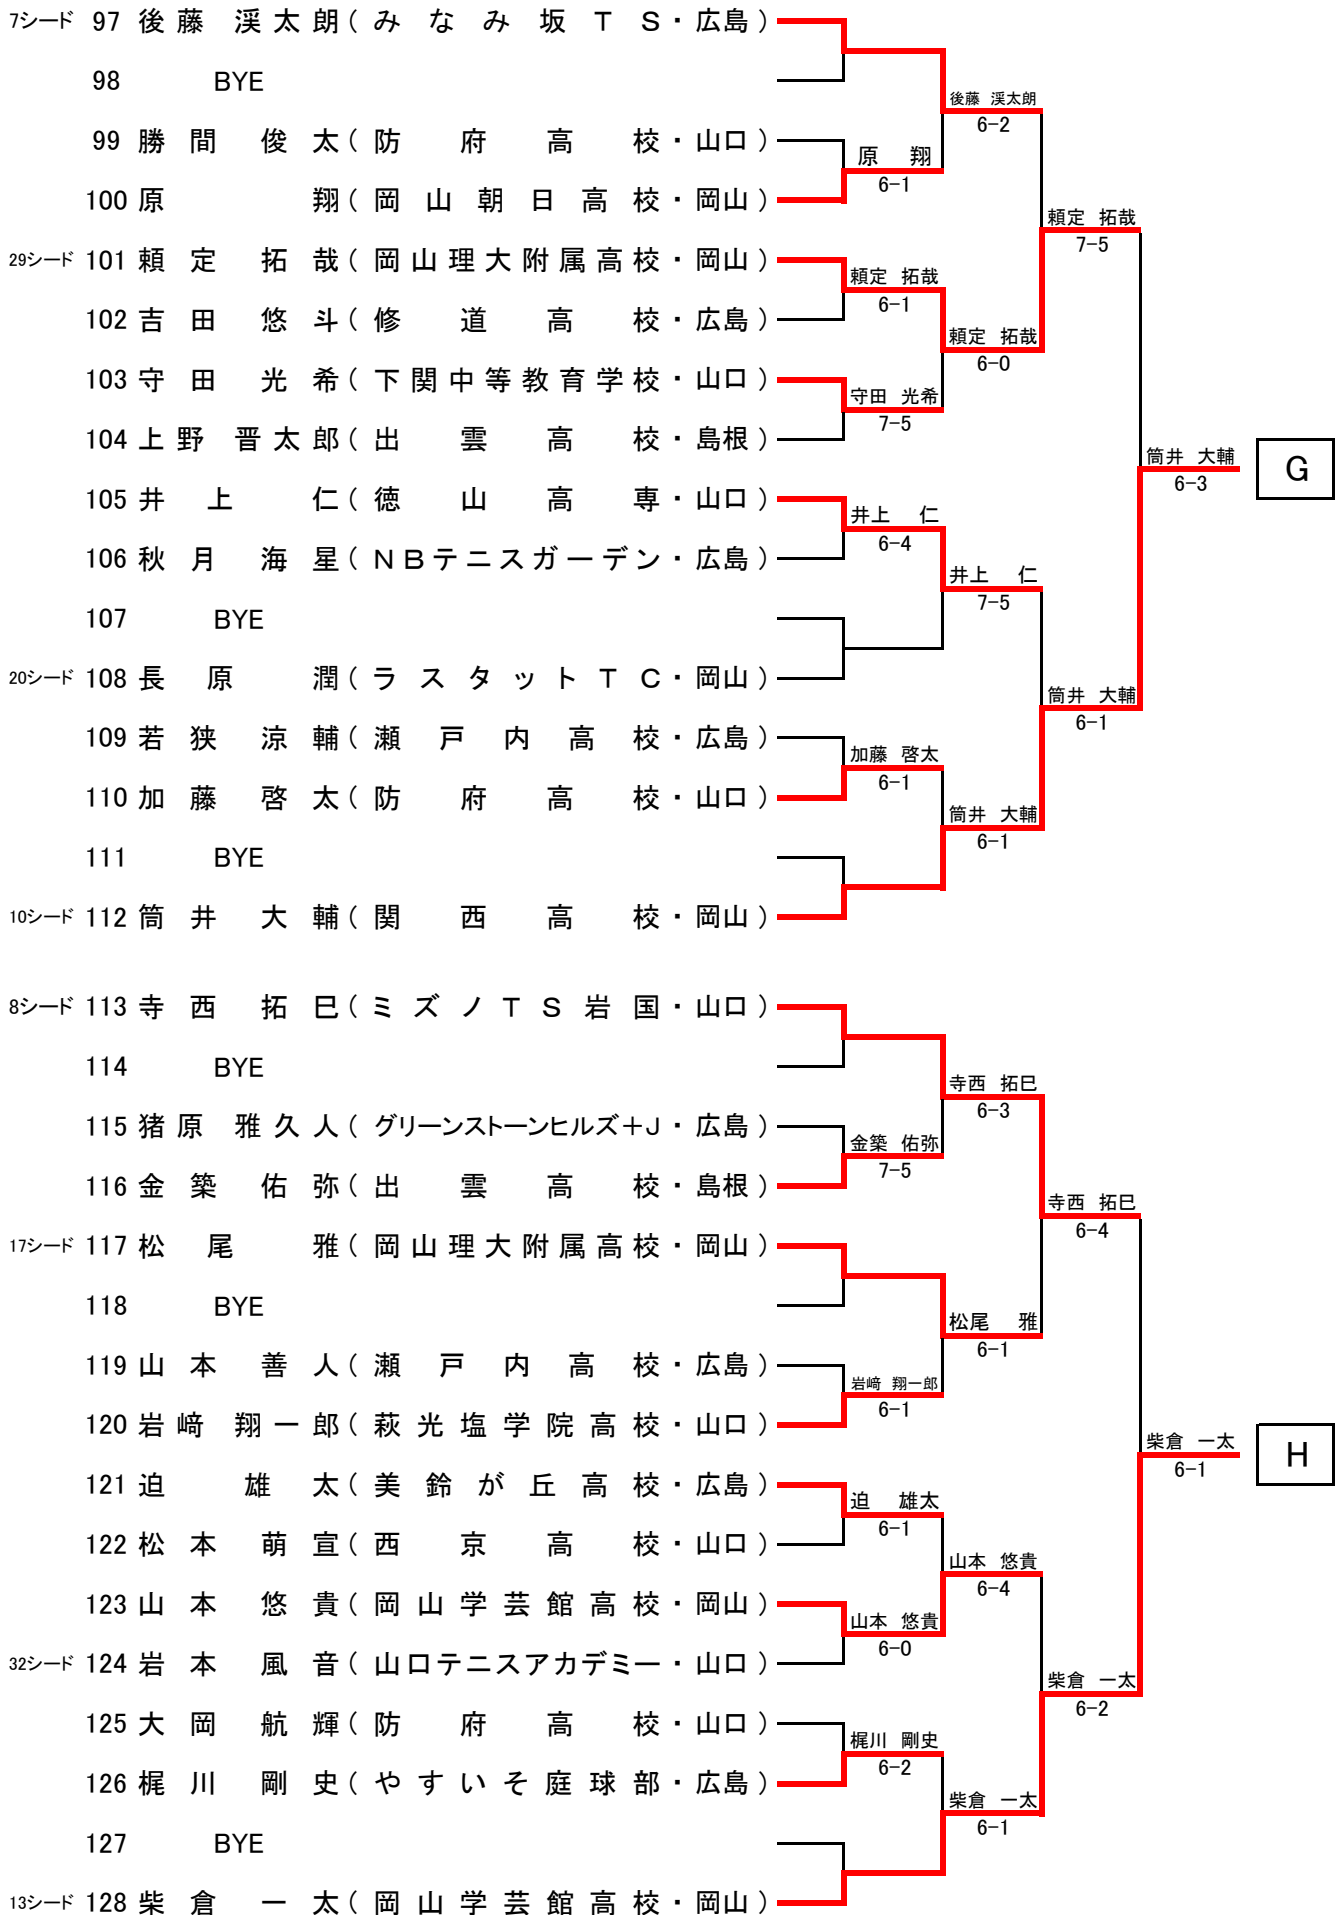 7シード 97 後藤 渓太朗 ( みなみ坂TS・広島 )
98 BYE
後藤 渓太朗
6-2
99 勝間 俊太 ( 防府高校・山口 )
原 翔
6-1
100 原 翔 ( 岡山朝日高校・岡山 )
頼定 拓哉
7-5
29シード 101 頼定 拓哉 ( 岡山理大附属高校・岡山 )
頼定 拓哉
6-1
102 吉田 悠斗 ( 修道高校・広島 )
頼定 拓哉
6-0
103 守田 光希 ( 下関中等教育学校・山口 )
守田 光希
7-5
104 上野 晋太郎 ( 出雲高校・島根 )
筒井 大輔
6-3
G
105 井上 仁 ( 徳山高専・山口 )
井上 仁
6-4
106 秋月 海星 ( NBテニスガーデン・広島 )
井上 仁
7-5
107 BYE
20シード 108 長原 潤 ( ラスタットTC・岡山 )
筒井 大輔
6-1
109 若狭 涼輔 ( 瀬戸内高校・広島 )
加藤 啓太
6-1
110 加藤 啓太 ( 防府高校・山口 )
筒井 大輔
6-1
111 BYE
10シード 112 筒井 大輔 ( 関西高校・岡山 )
8シード 113 寺西 拓巳 ( ミズノTS岩国・山口 )
114 BYE
寺西 拓巳
6-3
115 猪原 雅久人 ( グリーンストーンヒルズ+J・広島 )
金築 佑弥
7-5
116 金築 佑弥 ( 出雲高校・島根 )
寺西 拓巳
6-4
17シード 117 松尾 雅 ( 岡山理大附属高校・岡山 )
118 BYE
松尾 雅
6-1
119 山本 善人 ( 瀬戸内高校・広島 )
岩﨑 翔一郎
6-1
120 岩﨑 翔一郎 ( 萩光塩学院高校・山口 )
柴倉 一太
6-1
H
121 迫 雄太 ( 美鈴が丘高校・広島 )
迫 雄太
6-1
122 松本 萌宣 ( 西京高校・山口 )
山本 悠貴
6-4
123 山本 悠貴 ( 岡山学芸館高校・岡山 )
山本 悠貴
6-0
32シード 124 岩本 風音 ( 山口テニスアカデミー・山口 )
柴倉 一太
6-2
125 大岡 航輝 ( 防府高校・山口 )
梶川 剛史
6-2
126 梶川 剛史 ( やすいそ庭球部・広島 )
柴倉 一太
6-1
127 BYE
13シード 128 柴倉 一太 ( 岡山学芸館高校・岡山 )